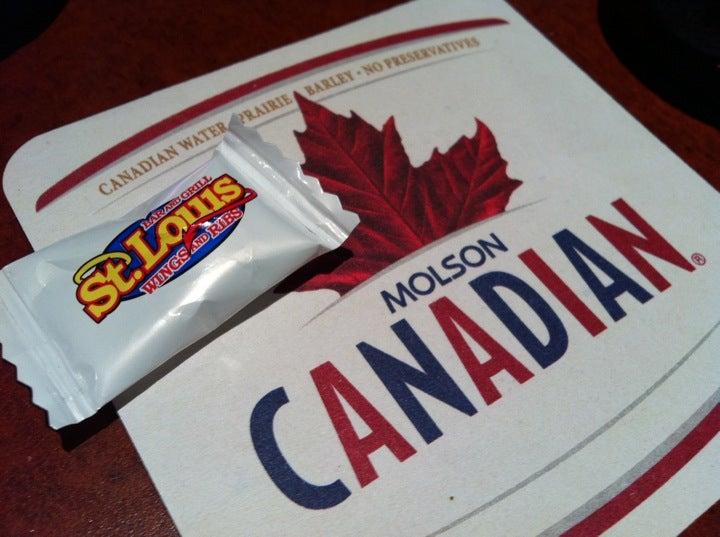 CANADIAN WATER PRAIRIE BARLEY • NO PRESERVATIVES
BAR AND GRILL
St. Louis
WINGS AND RIBS
MOLSON
CANADIAN®